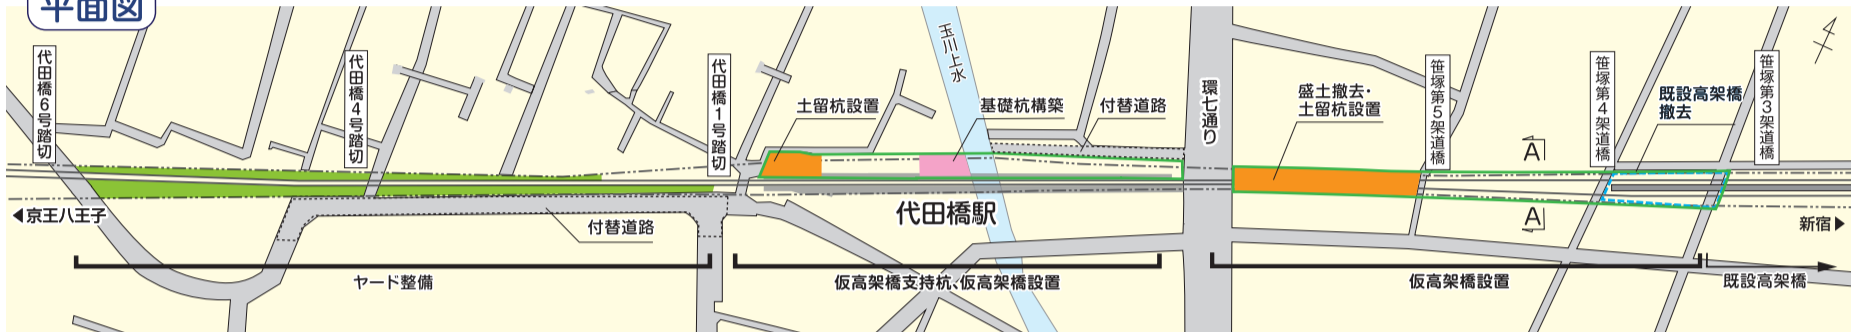 平面図
代田橋6号踏切
代田橋4号踏切
代田橋1号踏切
土留杭設置
玉川上水
基礎杭構築
付替道路
環七通り
盛土撤去・
土留杭設置
笹塚第5架道橋
笹塚第4架道橋
既設高架橋
撤去
笹塚第3架道橋
A
A
◀京王八王子
付替道路
代田橋駅
新宿▶
ヤード整備
仮高架橋支持杭、仮高架橋設置
仮高架橋設置
既設高架橋